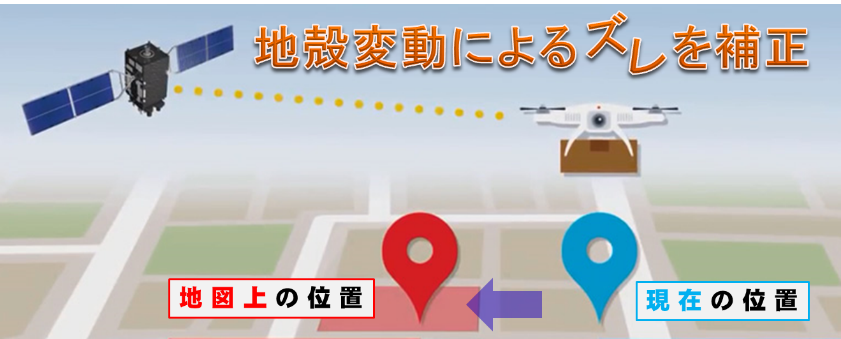 地殻変動によるズレを補正
地図上の位置
現在の位置